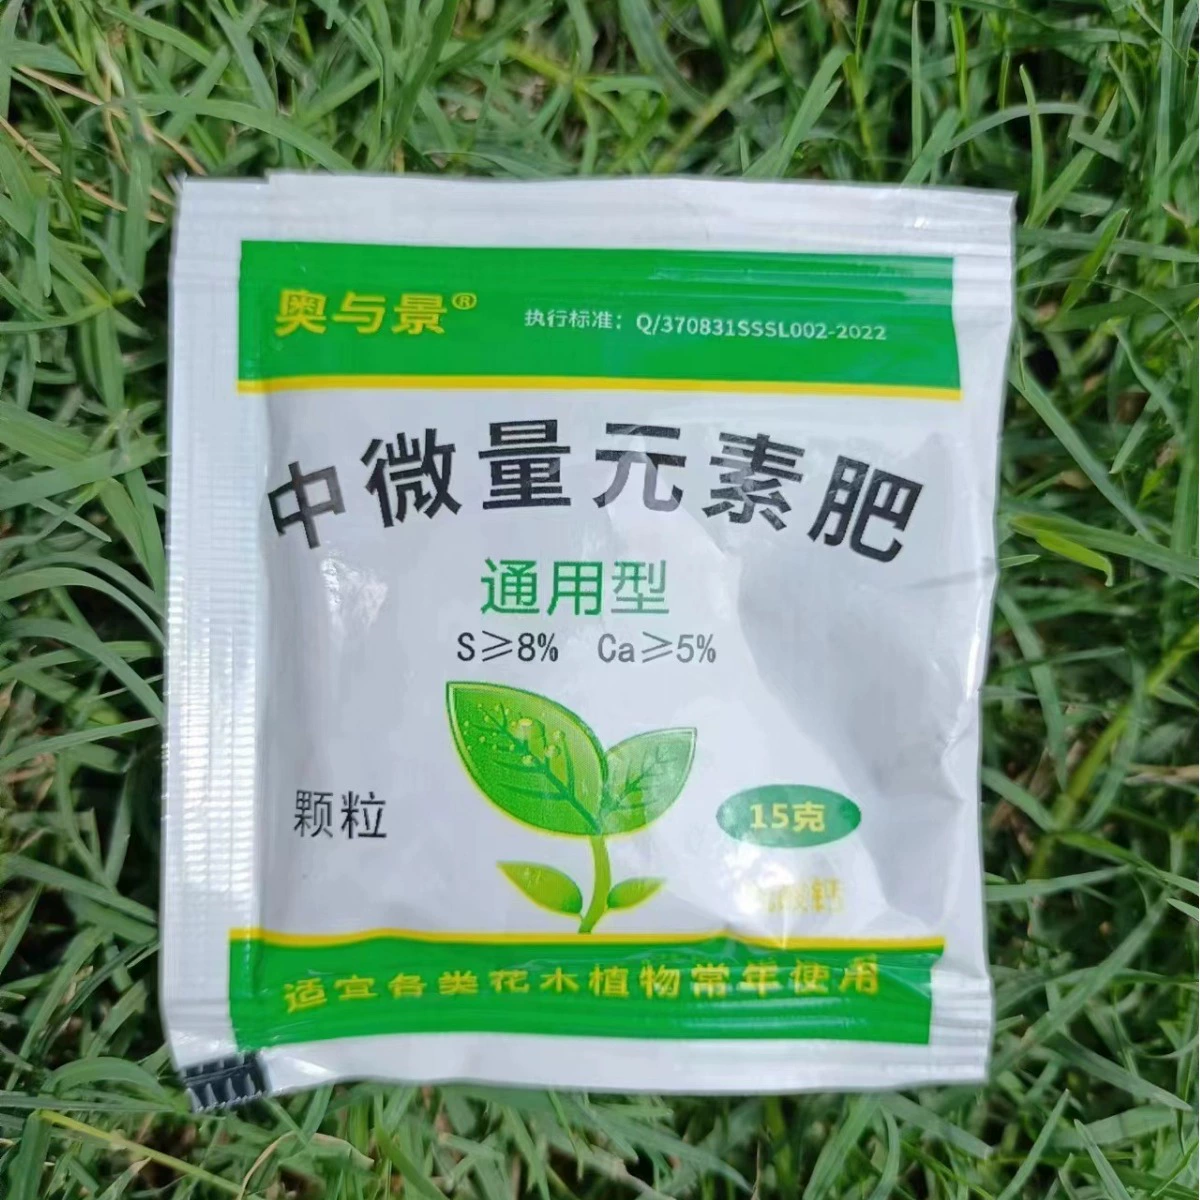 奥与景®
执行标准：Q/370831SSSL002-2022
中微量元素肥
通用型
S≥8% Ca≥5%
颗粒
15克
酸钙
适宜各类花木植物常年使用